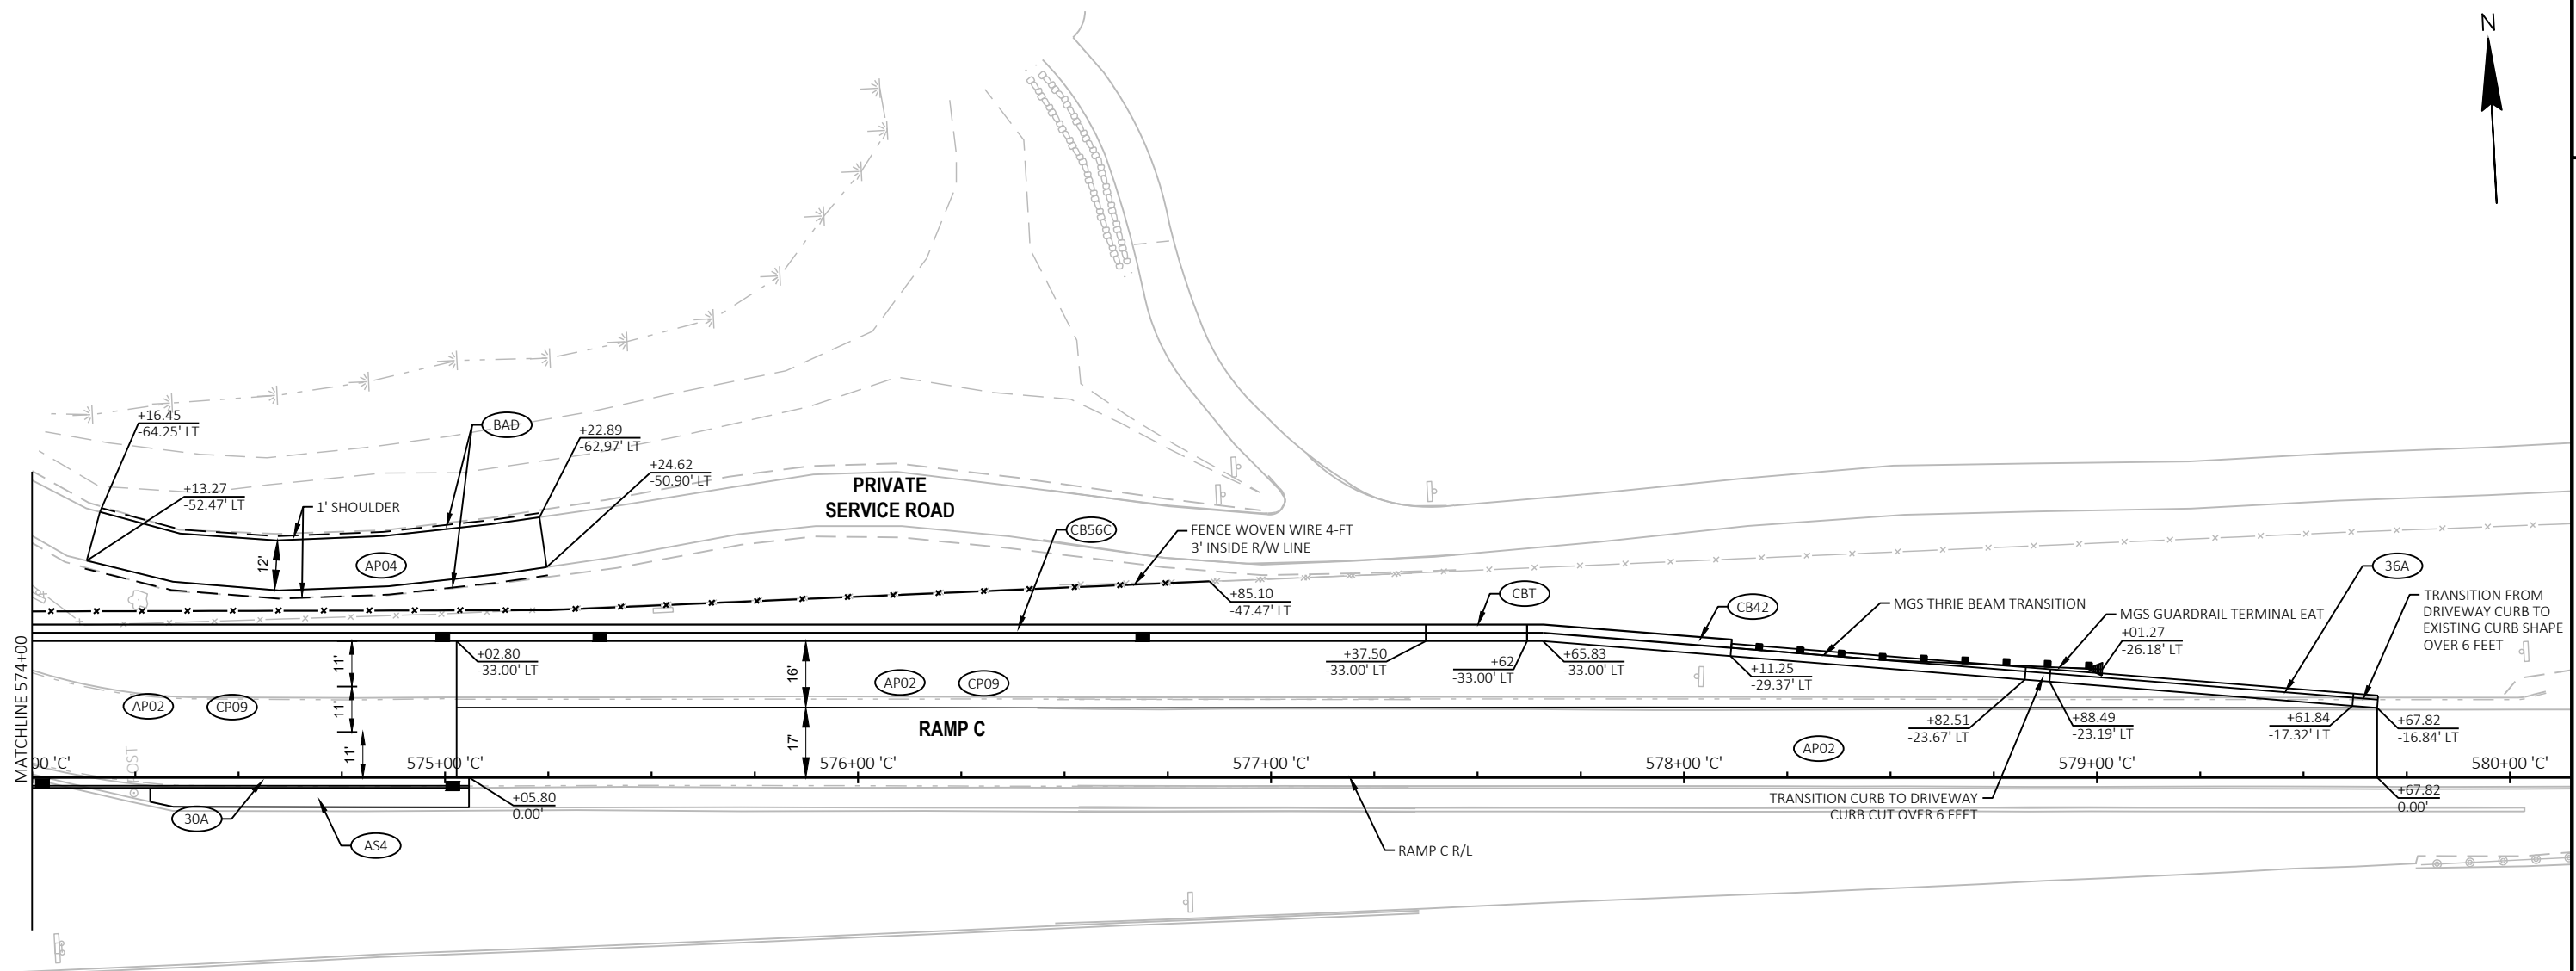 N
+16.45
-64.25' LT
BAD
+22.89
-62.97' LT
+24.62
-50.90' LT
+13.27
-52.47' LT
1' SHOULDER
12'
AP04
PRIVATE
SERVICE ROAD
CB56C
FENCE WOVEN WIRE 4-FT
3' INSIDE R/W LINE
+85.10
-47.47' LT
CBT
CB42
MGS THRIE BEAM TRANSITION
MGS GUARDRAIL TERMINAL EAT
+01.27
-26.18' LT
36A
TRANSITION FROM
DRIVEWAY CURB TO
EXISTING CURB SHAPE
OVER 6 FEET
MATCHLINE 574+00
11'
11'
11'
+02.80
-33.00' LT
16'
17'
AP02
CP09
AP02
CP09
RAMP C
+37.50
-33.00' LT
+62
-33.00' LT
+65.83
-33.00' LT
+11.25
-29.37' LT
+82.51
-23.67' LT
+88.49
-23.19' LT
+61.84
-17.32' LT
+67.82
-16.84' LT
AP02
00 'C'
575+00 'C'
576+00 'C'
577+00 'C'
578+00 'C'
579+00 'C'
580+00 'C'
+05.80
0.00'
30A
AS4
TRANSITION CURB TO DRIVEWAY
CURB CUT OVER 6 FEET
+67.82
0.00'
RAMP C R/L